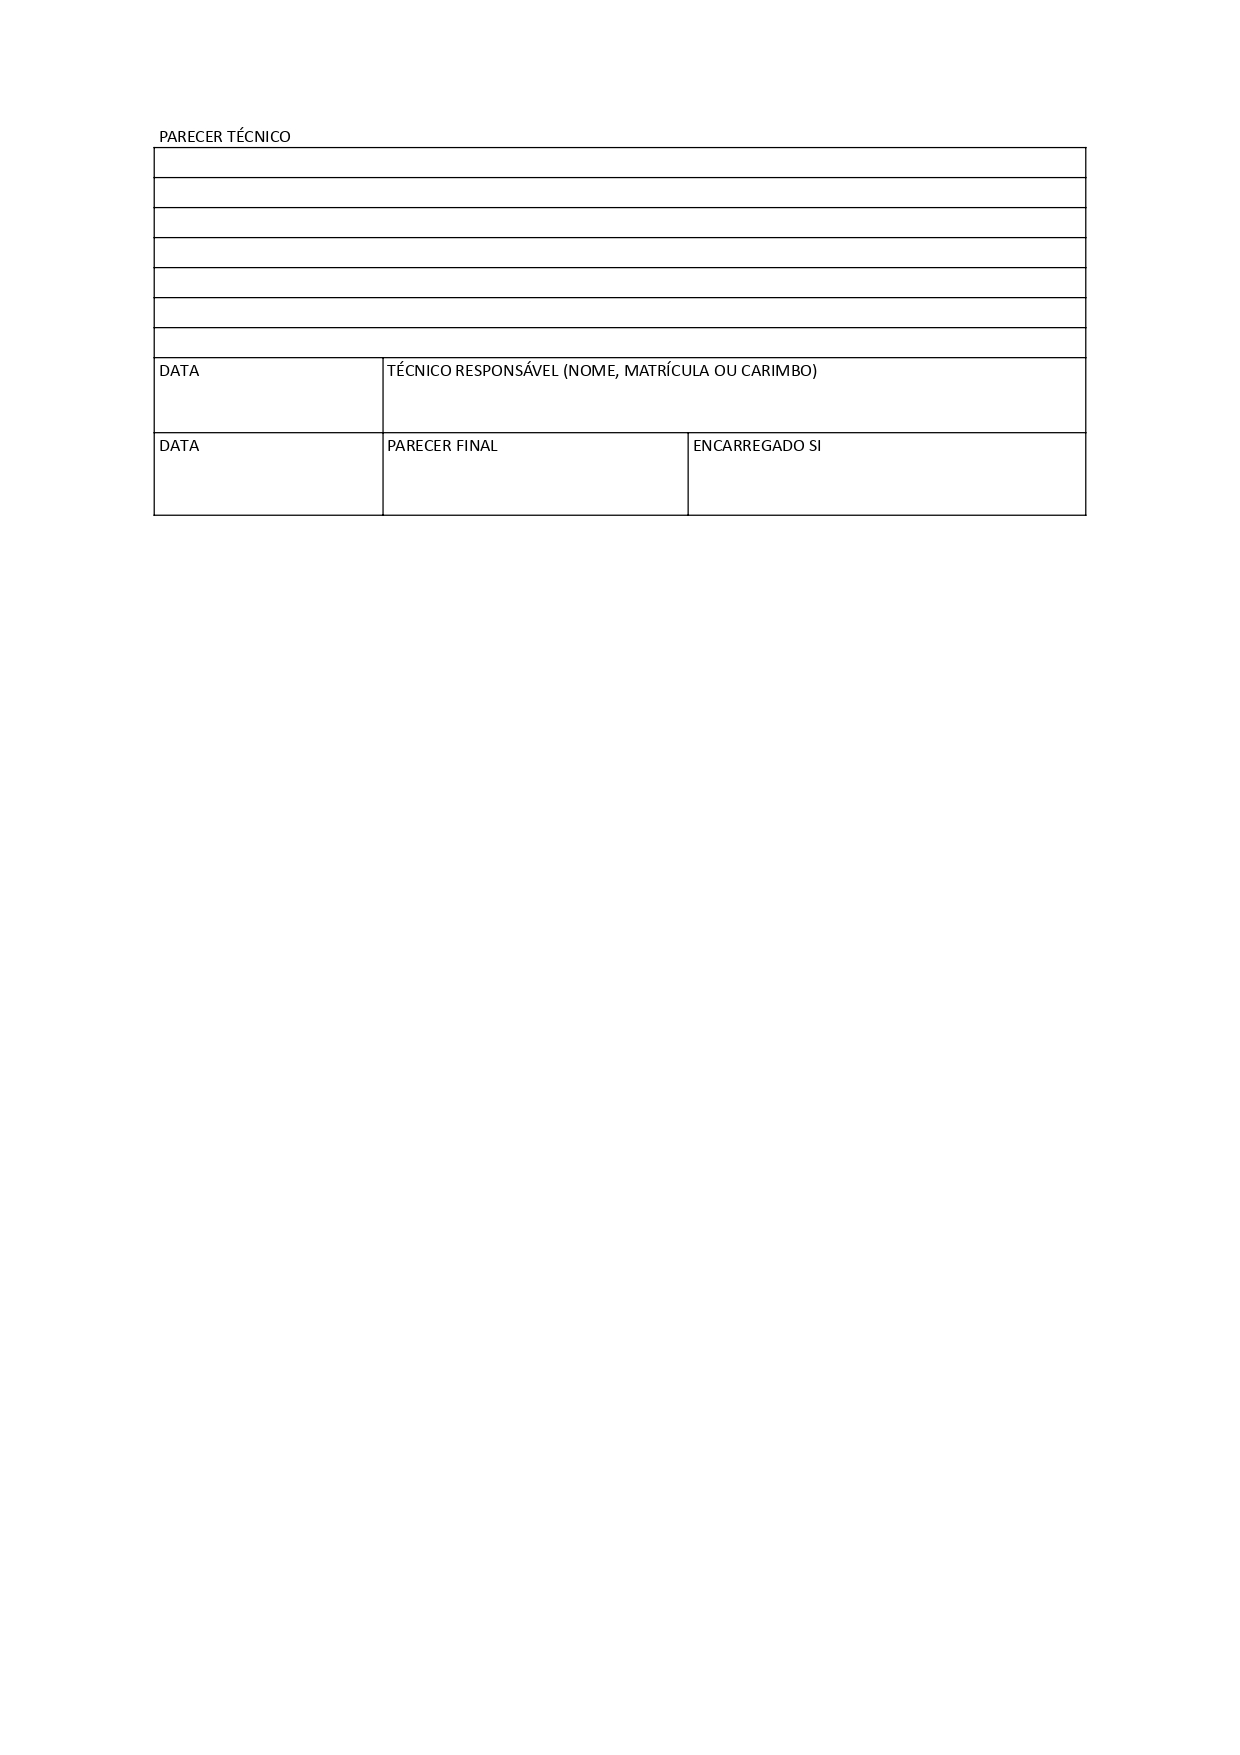 PARECER TÉCNICO
DATA TÉCNICO RESPONSÁVEL (NOME, MATRÍCULA OU CARIMBO)
DATA PARECER FINAL ENCARREGADO SI